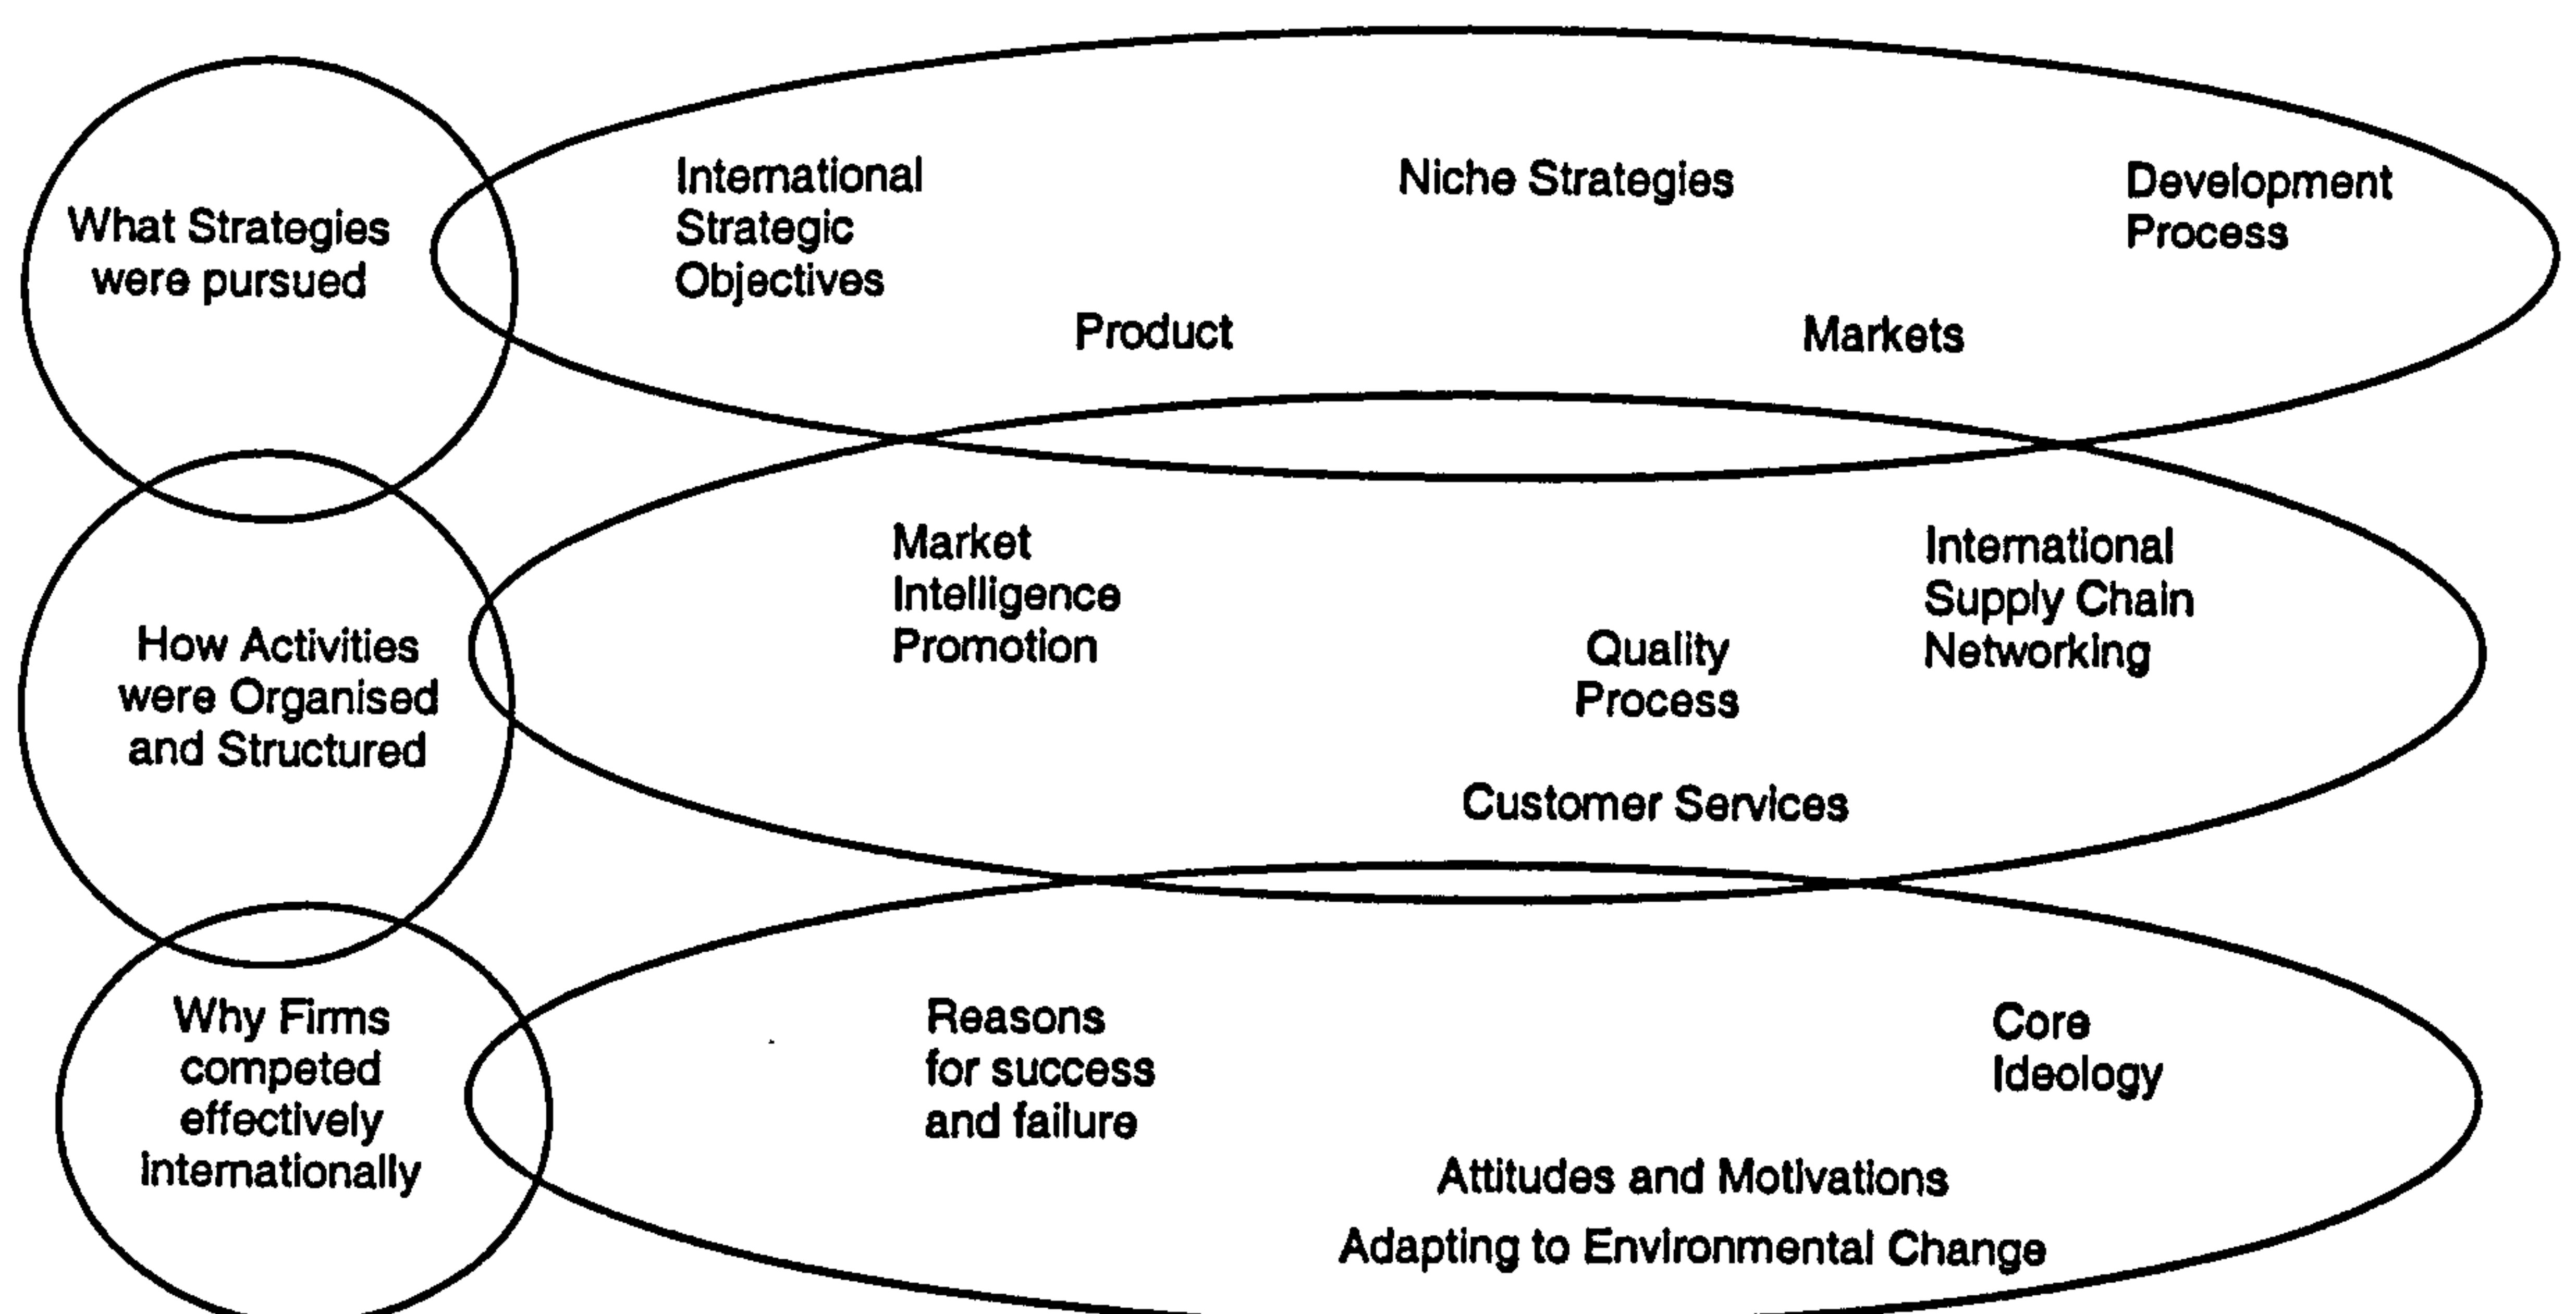 What Strategies
were pursued
International
Strategic
Objectives
Niche Strategies
Development
Process
Product
Markets
How Activities
were Organised
and Structured
Market
Intelligence
Promotion
Quality
Process
International
Supply Chain
Networking
Customer Services
Why Firms
competed
effectively
Internationally
Reasons
for success
and failure
Core
Ideology
Attitudes and Motivations
Adapting to Environmental Change